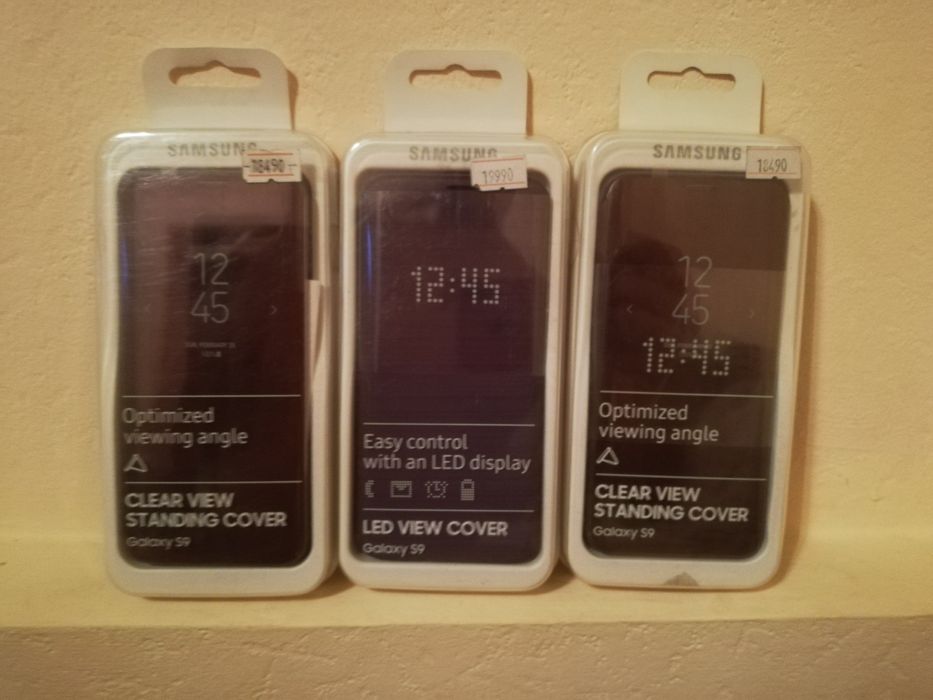 SAMSUNG
18490
12
45
Optimized
viewing angle
CLEAR VIEW
STANDING COVER
Galaxy S9
SAMSUNG
19990
12:45
Easy control
with an LED display
LED VIEW COVER
Galaxy S9
SAMSUNG
18490
12
45
12:45
Optimized
viewing angle
CLEAR VIEW
STANDING COVER
Galaxy S9